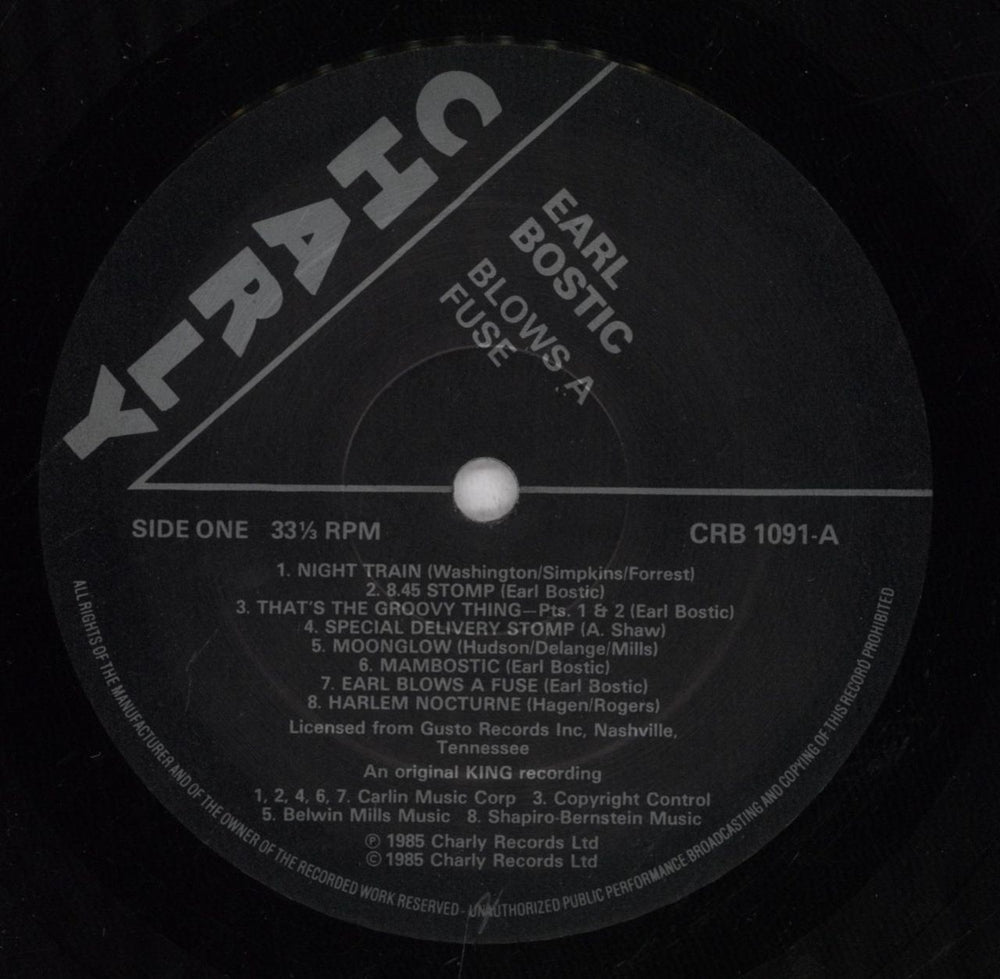 CHARLY
EARL
BOSTIC
BLOWS A
FUSE
SIDE ONE 33⅓ RPM
CRB 1091-A
1. NIGHT TRAIN (Washington/Simpkins/Forrest)
2. 8.45 STOMP (Earl Bostic)
3. THAT'S THE GROOVY THING—Pts. 1 & 2 (Earl Bostic)
4. SPECIAL DELIVERY STOMP (A. Shaw)
5. MOONGLOW (Hudson/Delange/Mills)
6. MAMBOSTIC (Earl Bostic)
7. EARL BLOWS A FUSE (Earl Bostic)
8. HARLEM NOCTURNE (Hagen/Rogers)
Licensed from Gusto Records Inc, Nashville,
Tennessee
An original KING recording
1, 2, 4, 6, 7. Carlin Music Corp 3. Copyright Control
5. Belwin Mills Music 8. Shapiro-Bernstein Music
℗ 1985 Charly Records Ltd
© 1985 Charly Records Ltd
ALL RIGHTS OF THE MANUFACTURER AND OF THE OWNER OF THE RECORDED WORK RESERVED - UNAUTHORIZED PUBLIC PERFORMANCE BROADCASTING AND COPYING OF THIS RECORD PROHIBITED